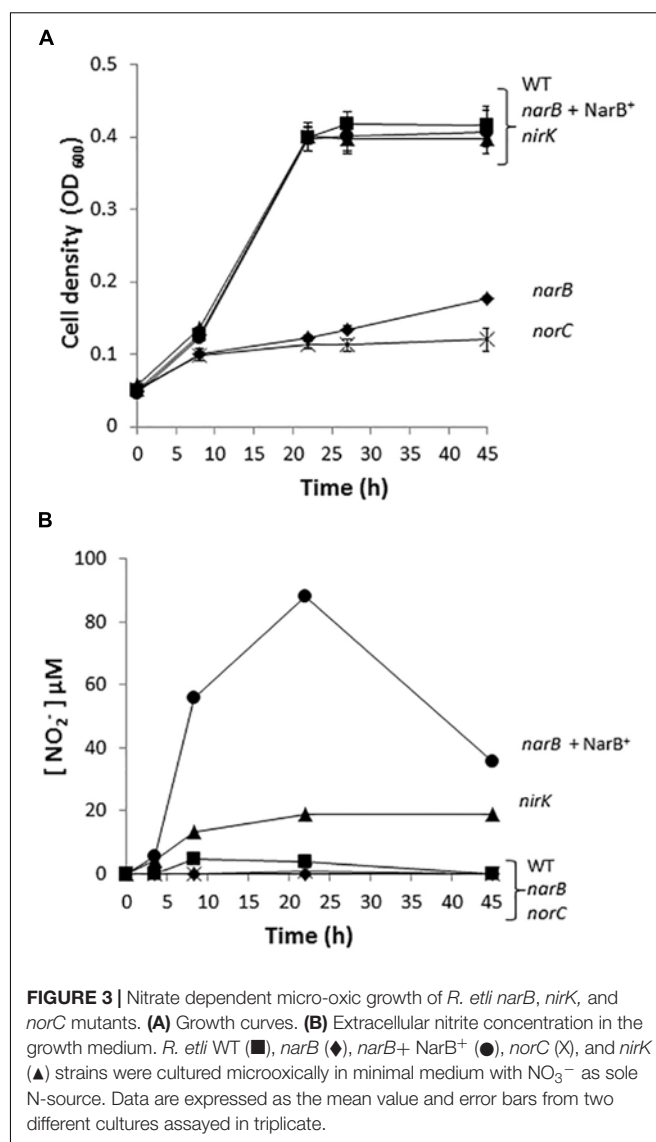 A
0.5
0.4
0.3
0.2
0.1
0
Cell density (OD 600)
0 5 10 15 20 25 30 35 40 45
Time (h)
WT
narB + NarB+
nirK
narB
norC
B
100
80
60
40
20
0
[ NO2- ] µM
0 5 10 15 20 25 30 35 40 45
Time (h)
narB + NarB+
nirK
WT
narB
norC
FIGURE 3 | Nitrate dependent micro-oxic growth of R. etli narB, nirK, and
norC mutants. (A) Growth curves. (B) Extracellular nitrite concentration in the
growth medium. R. etli WT (■), narB (♦), narB+ NarB+ (●), norC (X), and nirK
(▲) strains were cultured microoxically in minimal medium with NO3− as sole
N-source. Data are expressed as the mean value and error bars from two
different cultures assayed in triplicate.